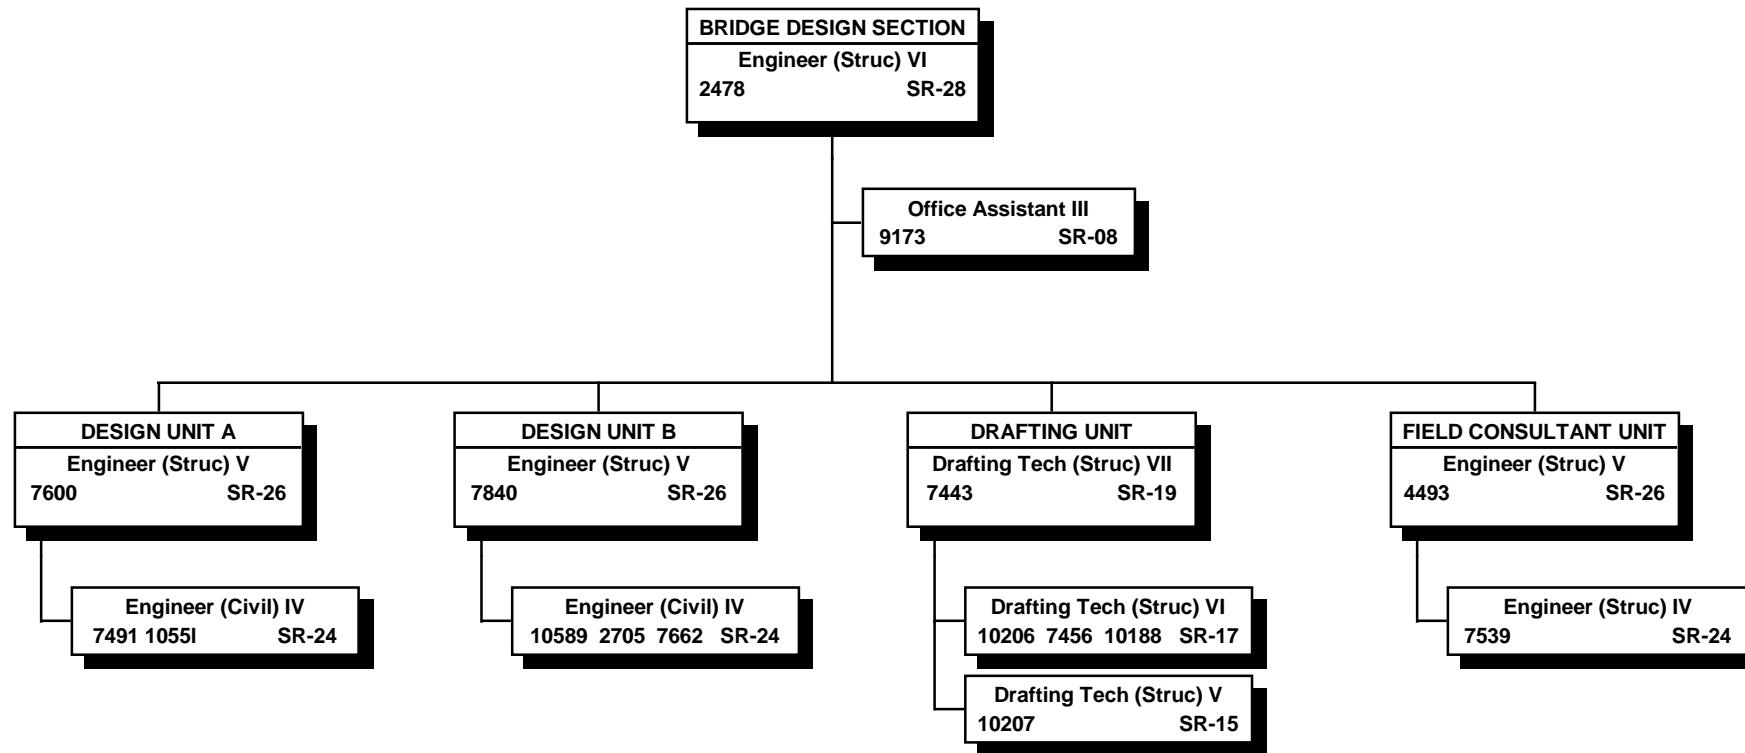 BRIDGE DESIGN SECTION
Engineer (Struc) VI
2478 SR-28
Office Assistant III
9173 SR-08
DESIGN UNIT A
Engineer (Struc) V
7600 SR-26
Engineer (Civil) IV
7491 1055I SR-24
DESIGN UNIT B
Engineer (Struc) V
7840 SR-26
Engineer (Civil) IV
10589 2705 7662 SR-24
DRAFTING UNIT
Drafting Tech (Struc) VII
7443 SR-19
Drafting Tech (Struc) VI
10206 7456 10188 SR-17
Drafting Tech (Struc) V
10207 SR-15
FIELD CONSULTANT UNIT
Engineer (Struc) V
4493 SR-26
Engineer (Struc) IV
7539 SR-24